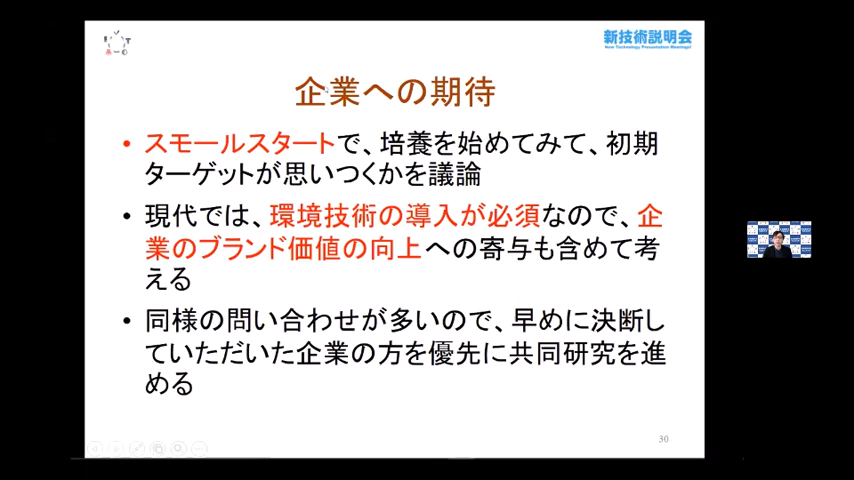 新技術説明会
New Technology Presentation Meetings!
企業への期待
• スモールスタートで、培養を始めてみて、初期
ターゲットが思いつくかを議論
• 現代では、環境技術の導入が必須なので、企
業のブランド価値の向上への寄与も含めて考
える
• 同様の問い合わせが多いので、早めに決断し
ていただいた企業の方を優先に共同研究を進
める
30